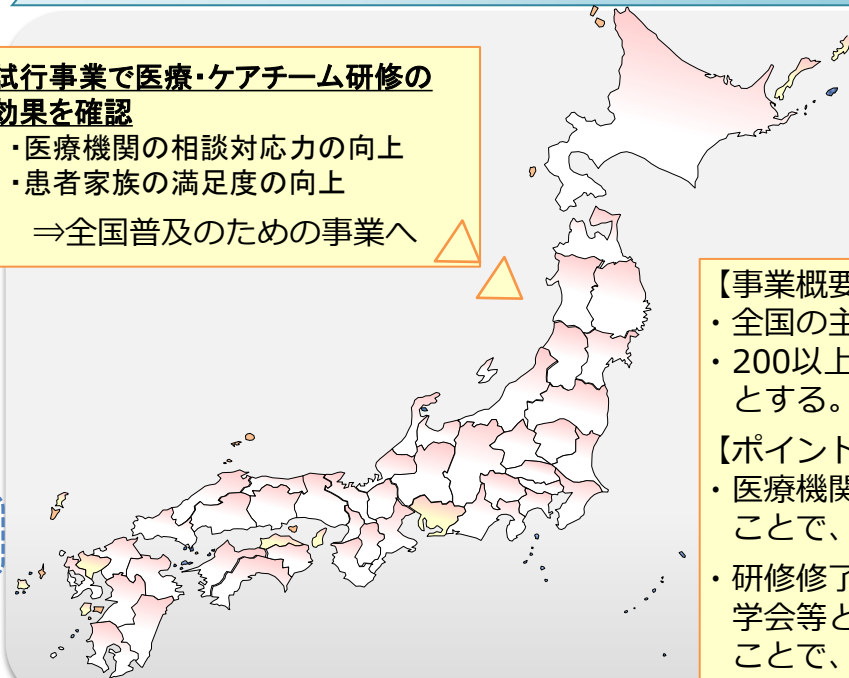 試行事業で医療・ケアチーム研修の
効果を確認
・医療機関の相談対応力の向上
・患者家族の満足度の向上
⇒全国普及のための事業へ
【事業概要
・全国の主
・200以上
とする。
【ポイント
・医療機関
ことで、
・研修修了
学会等と
ことで、